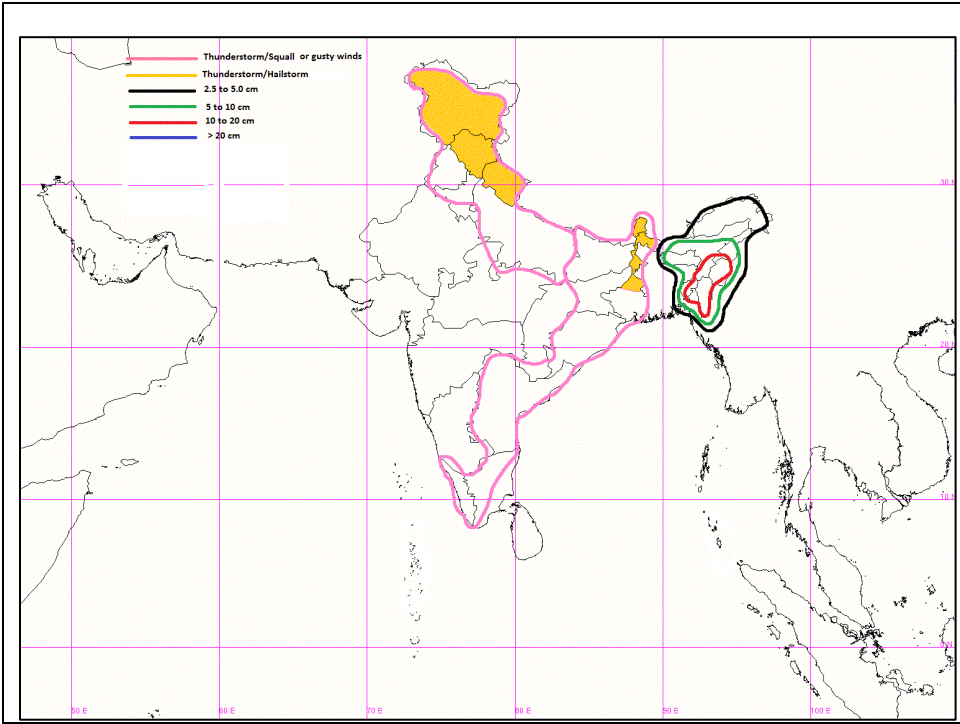 Thunderstorm/Squall or gusty winds
Thunderstorm/Hailstorm
2.5 to 5.0 cm
5 to 10 cm
10 to 20 cm
> 20 cm
30 N
20 N
10 N
0 N
50 E
60 E
70 E
80 E
90 E
100 E